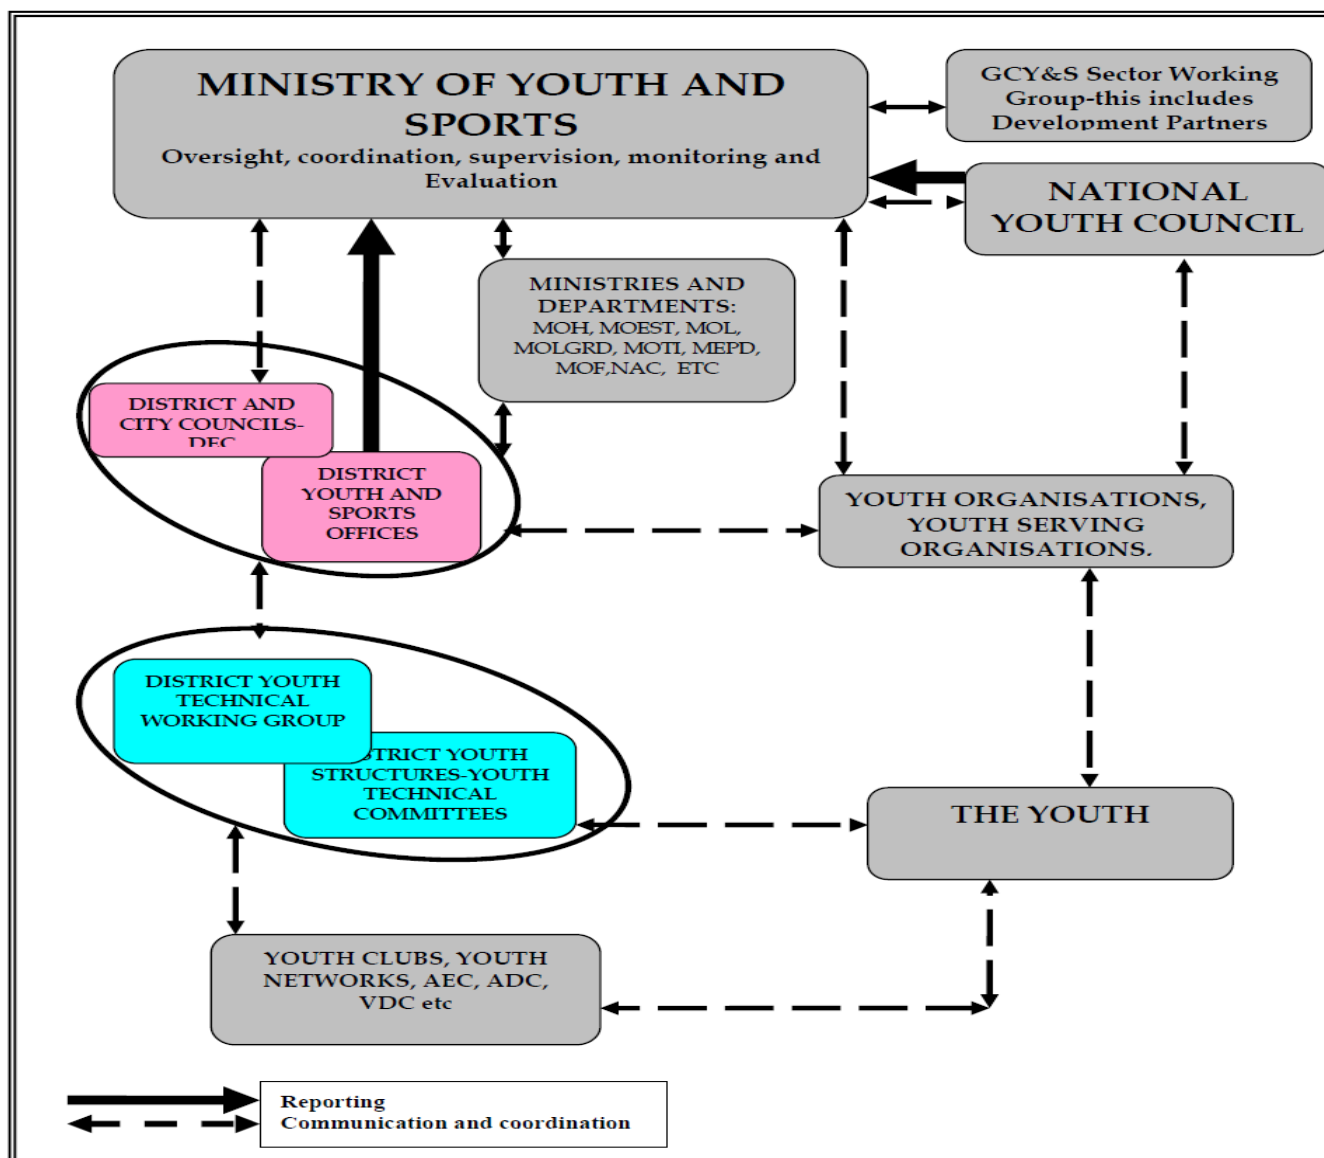 MINISTRY OF YOUTH AND
SPORTS
Oversight, coordination, supervision, monitoring and
Evaluation
GCY&S Sector Working
Group-this includes
Development Partners
NATIONAL
YOUTH COUNCIL
MINISTRIES AND
DEPARTMENTS:
MOH, MOEST, MOL,
MOLGRD, MOTI, MEPD,
MOF,NAC, ETC
DISTRICT AND
CITY COUNCILS-
DEC
DISTRICT
YOUTH AND
SPORTS
OFFICES
YOUTH ORGANISATIONS,
YOUTH SERVING
ORGANISATIONS.
DISTRICT YOUTH
TECHNICAL
WORKING GROUP
DISTRICT YOUTH
STRUCTURES-YOUTH
TECHNICAL
COMMITTEES
THE YOUTH
YOUTH CLUBS, YOUTH
NETWORKS, AEC, ADC,
VDC etc
Reporting
Communication and coordination